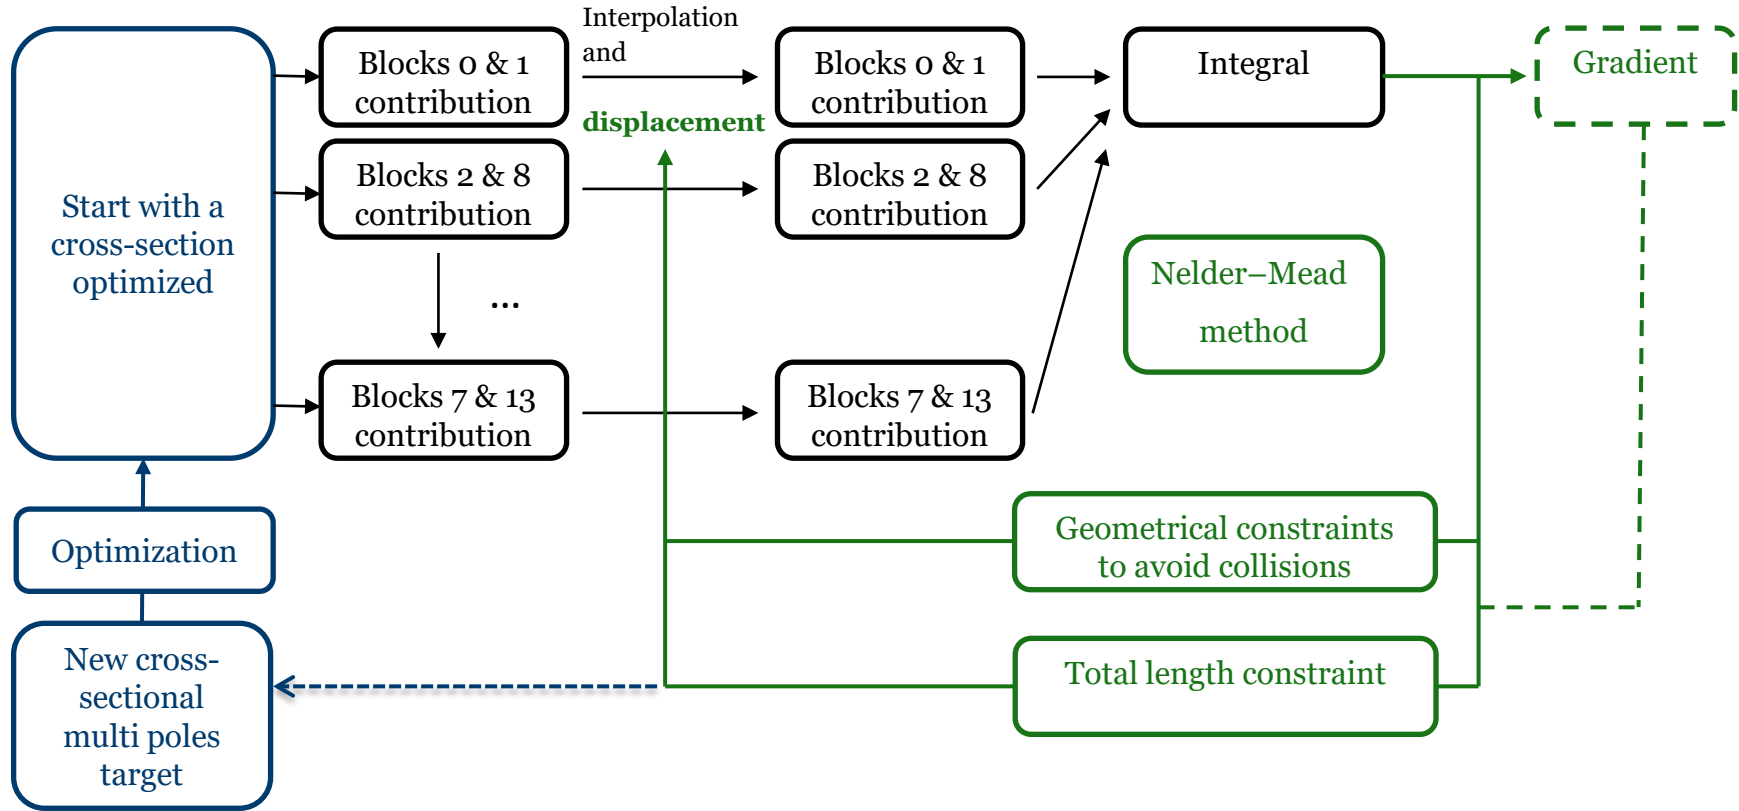 Start with a
cross-section
optimized
Optimization
New cross-
sectional
multi poles
target
Blocks 0 & 1
contribution
Blocks 2 & 8
contribution
...
Blocks 7 & 13
contribution
Interpolation
and
displacement
Blocks 0 & 1
contribution
Blocks 2 & 8
contribution
Blocks 7 & 13
contribution
Integral
Gradient
Nelder–Mead
method
Geometrical constraints
to avoid collisions
Total length constraint